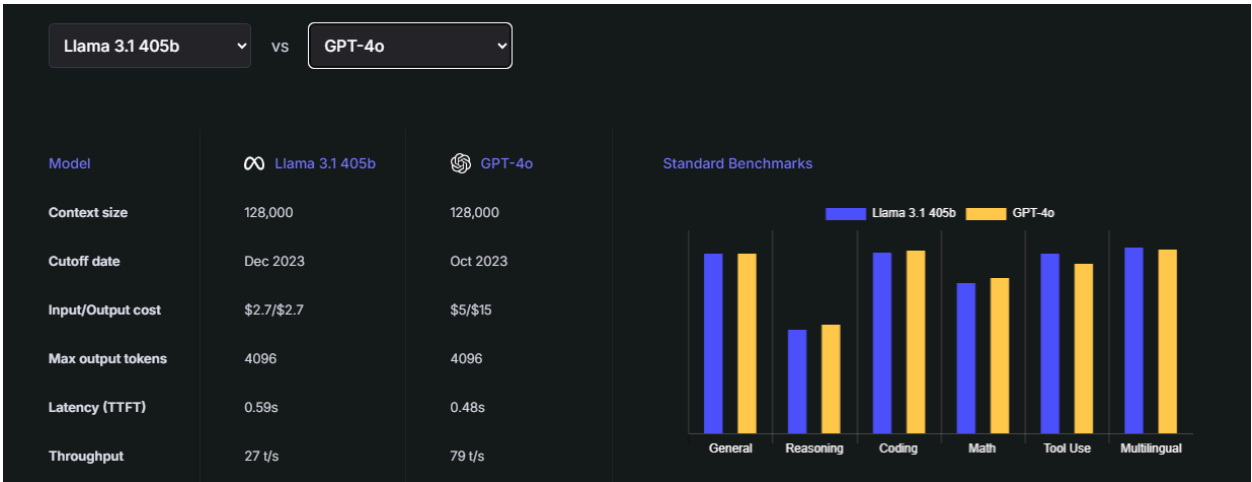 Llama 3.1 405b vs GPT-4o
Model Llama 3.1 405b GPT-4o Standard Benchmarks
Context size 128,000 128,000
Llama 3.1 405b GPT-4o
Cutoff date Dec 2023 Oct 2023
Input/Output cost $2.7/$2.7 $5/$15
Max output tokens 4096 4096
Latency (TTFT) 0.59s 0.48s
Throughput 27 t/s 79 t/s
General Reasoning Coding Math Tool Use Multilingual